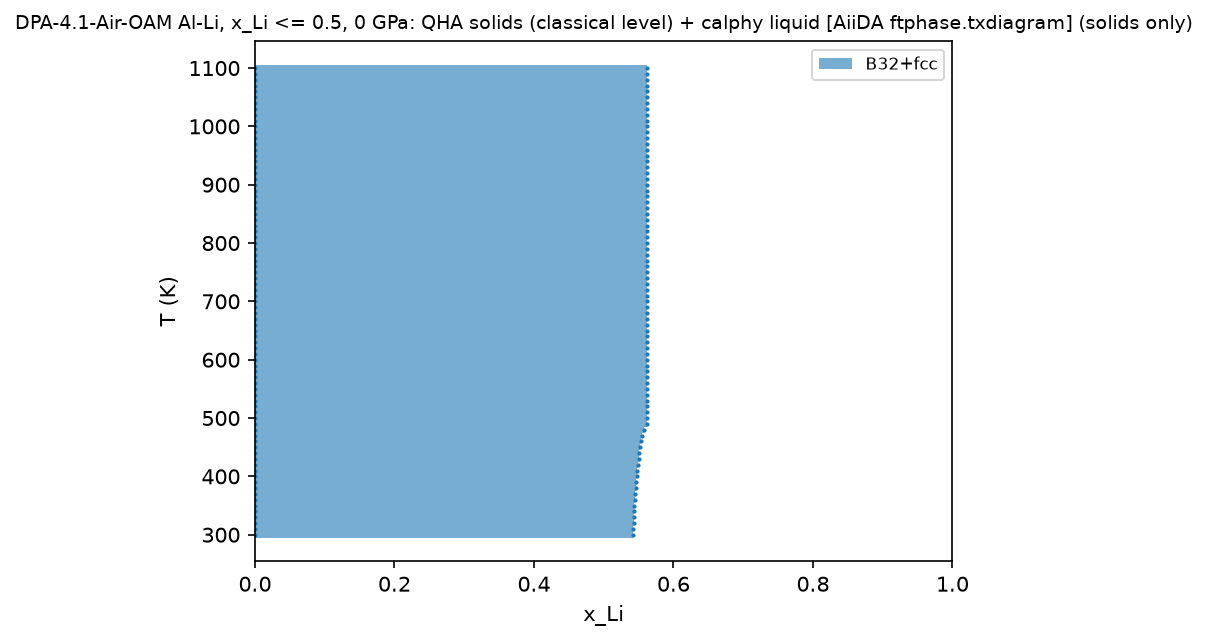 DPA-4.1-Air-OAM Al-Li, x_Li <= 0.5, 0 GPa: QHA solids (classical level) + calphy liquid [AiiDA ftphase.txdiagram] (solids only)
B32+fcc
1100
1000
900
800
700
600
500
400
300
T (K)
0.0 0.2 0.4 0.6 0.8 1.0
x_Li